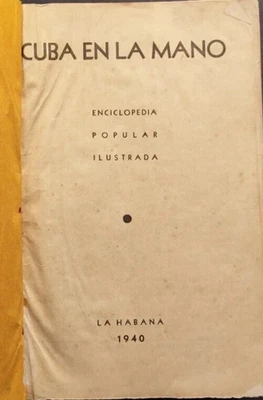 CUBA EN LA MANO
ENCICLOPEDIA
POPULAR
ILUSTRADA
LA HABANA
1940